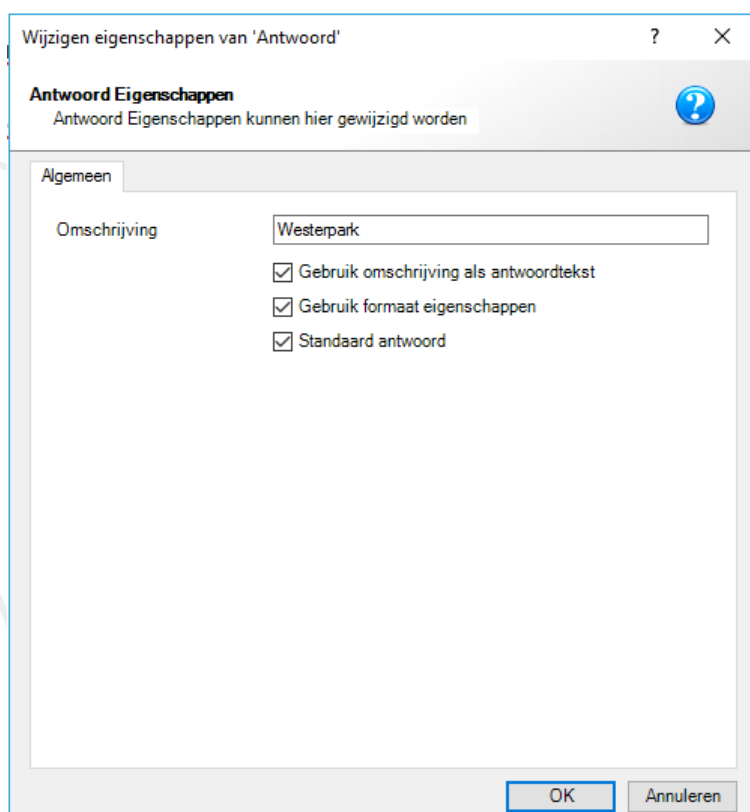 Wijzigen eigenschappen van 'Antwoord'
?
Antwoord Eigenschappen
Antwoord Eigenschappen kunnen hier gewijzigd worden
Algemeen
Omschrijving Westerpark
Gebruik omschrijving als antwoordtekst
Gebruik formaat eigenschappen
Standaard antwoord
OK Annuleren